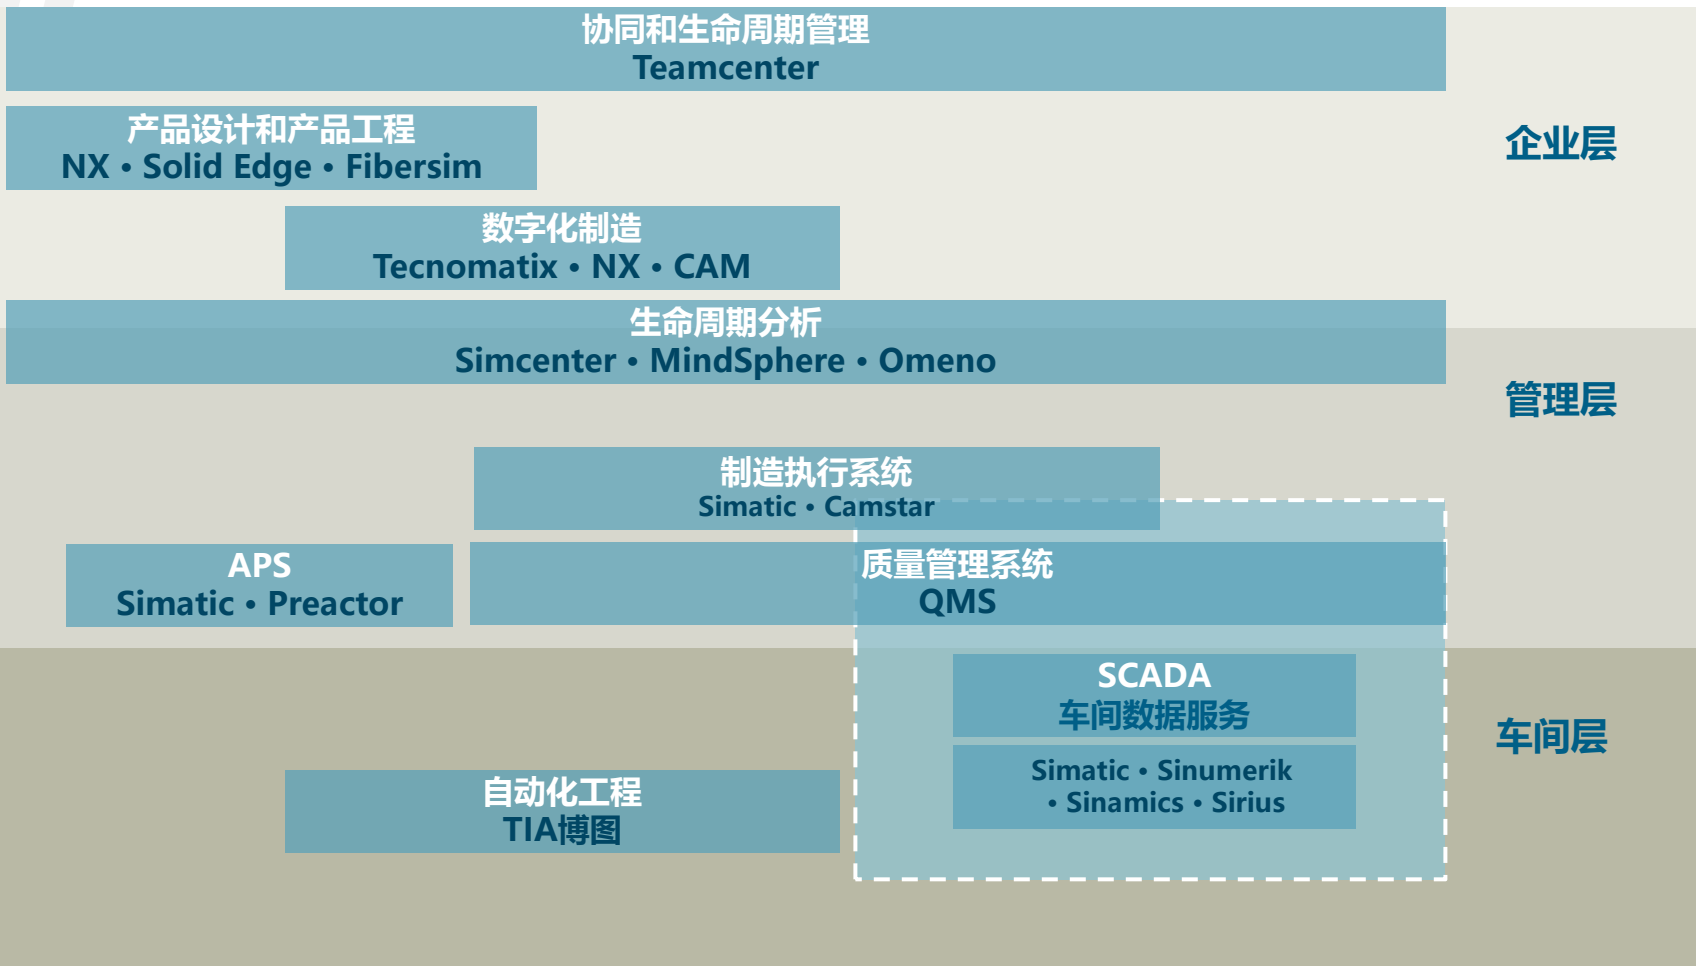 协同和生命周期管理
Teamcenter
产品设计和产品工程
NX • Solid Edge • Fibersim
企业层
数字化制造
Tecnomatix • NX • CAM
生命周期分析
Simcenter • MindSphere • Omeno
管理层
制造执行系统
Simatic • Camstar
APS
Simatic • Preactor
质量管理系统
QMS
SCADA
车间数据服务
车间层
Simatic • Sinumerik
• Sinamics • Sirius
自动化工程
TIA博图